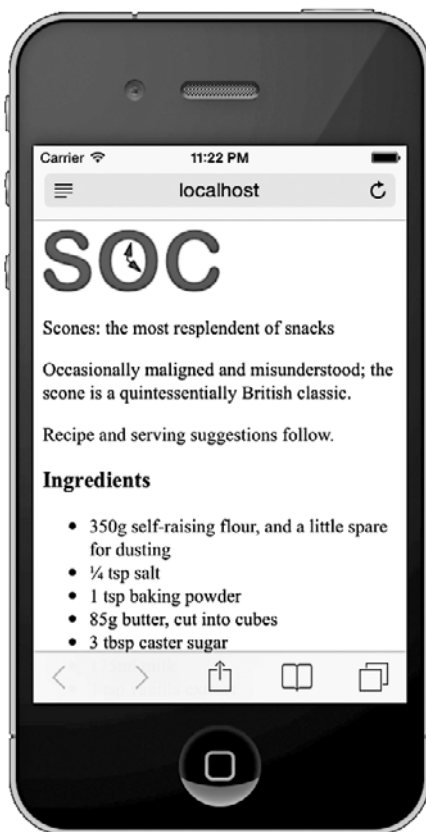 Carrier 11:22 PM
localhost
SOC
Scones: the most resplendent of snacks
Occasionally maligned and misunderstood; the
scone is a quintessentially British classic.
Recipe and serving suggestions follow.
Ingredients
• 350g self-raising flour, and a little spare
for dusting
• ¼ tsp salt
• 1 tsp baking powder
• 85g butter, cut into cubes
• 3 tbsp caster sugar